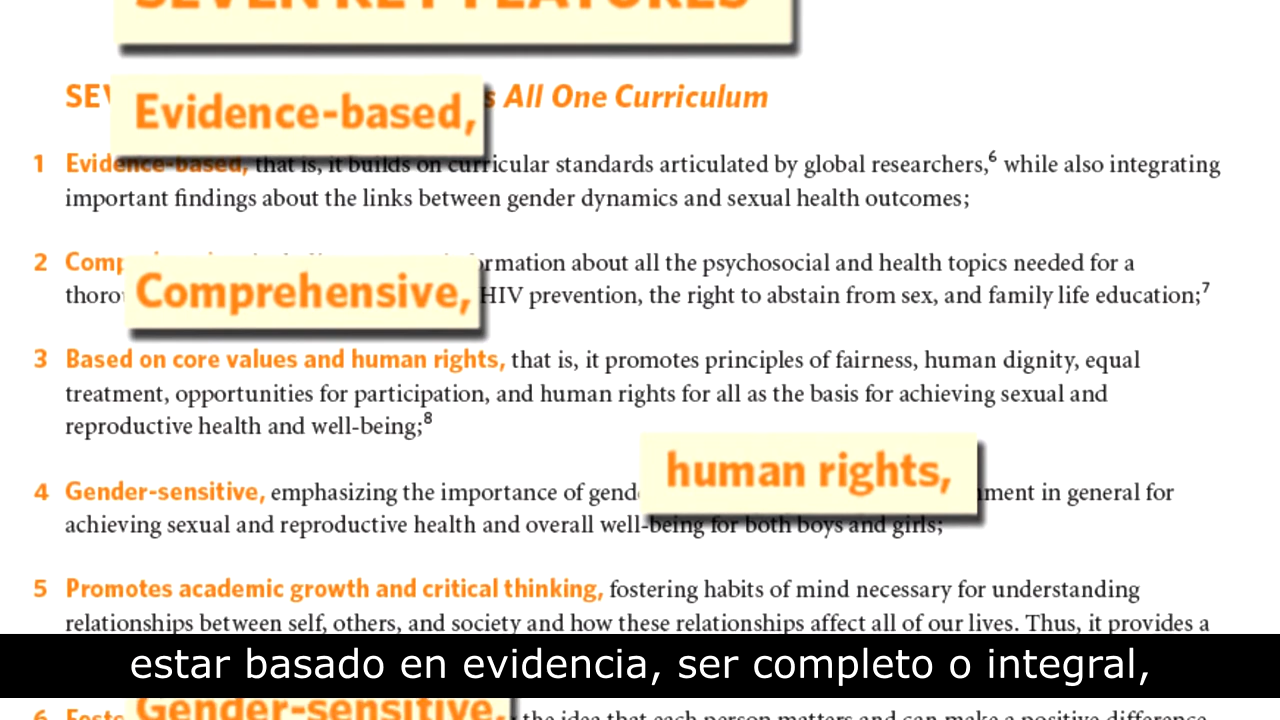 SEVEN KEY FEATURES
Evidence-based,
All One Curriculum
1 Evidence-based, that is, it builds on curricular standards articulated by global researchers,6 while also integrating
important findings about the links between gender dynamics and sexual health outcomes;
2 all the psychosocial and health topics needed for a
Comprehensive,
HIV prevention, the right to abstain from sex, and family life education;7
3 Based on core values and human rights, that is, it promotes principles of fairness, human dignity, equal
treatment, opportunities for participation, and human rights for all as the basis for achieving sexual and
reproductive health and well-being;8
human rights,
4 Gender-sensitive, emphasizing the importance of in general for
achieving sexual and reproductive health and overall well-being for both boys and girls;
5 Promotes academic growth and critical thinking, fostering habits of mind necessary for understanding
relationships between self, others, and society and how these relationships affect all of our lives. Thus, it provides a
estar basado en evidencia, ser completo o integral,
Gender-sensitive,
6 the idea that each person matters and can make a positive difference